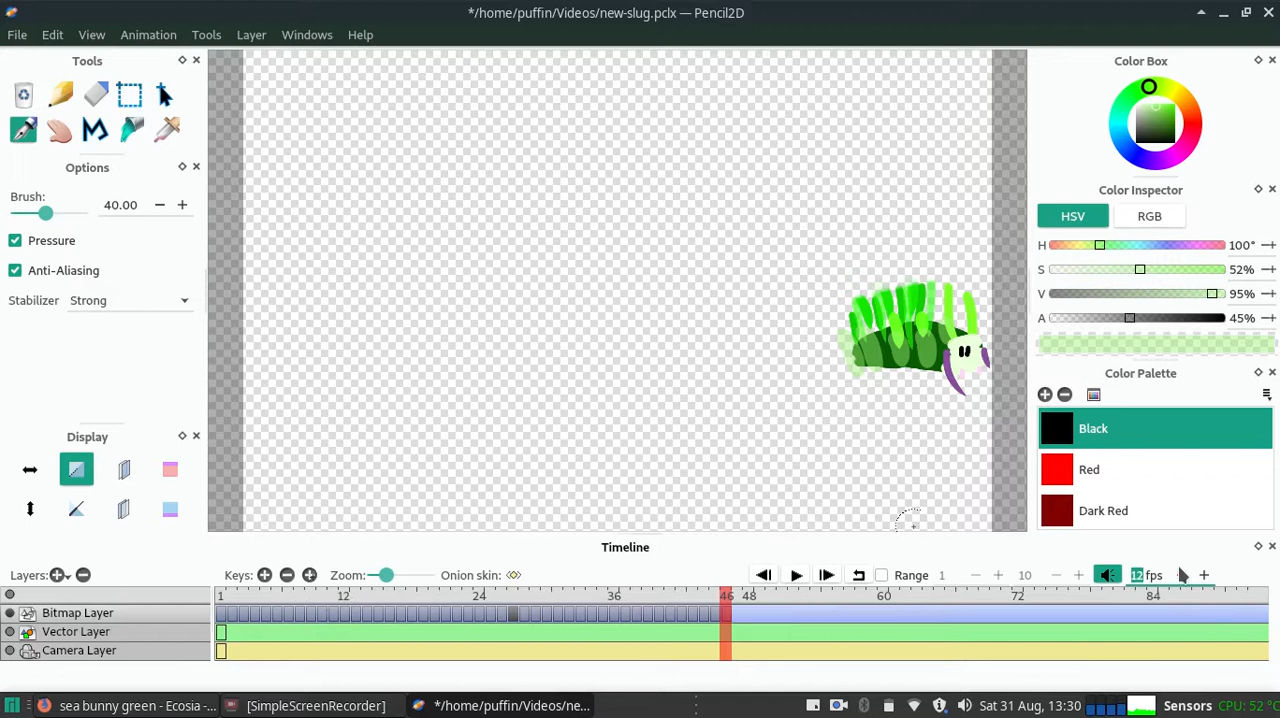 */home/puffin/Videos/new-slug.pclx — Pencil2D
File Edit View Animation Tools Layer Windows Help
Tools
Options
Brush:
40.00
Pressure
Anti-Aliasing
Stabilizer Strong
Display
Color Box
Color Inspector
HSV RGB
H 100°
S 52%
V 95%
A 45%
Color Palette
Black
Red
Dark Red
Timeline
Layers: Keys: Zoom: Onion skin: Range 1 10 12 fps
1 12 24 36 46 48 60 72 84
Bitmap Layer
Vector Layer
Camera Layer
sea bunny green - Ecosia -... [SimpleScreenRecorder] */home/puffin/Videos/ne... Sat 31 Aug, 13:30 Sensors CPU: 52 °C